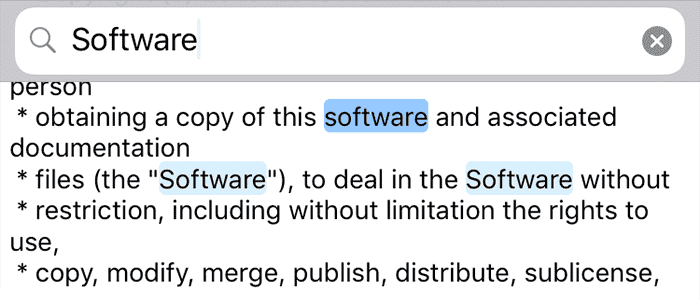 Software
person
* obtaining a copy of this software and associated
documentation
* files (the "Software"), to deal in the Software without
* restriction, including without limitation the rights to
use,
* copy, modify, merge, publish, distribute, sublicense,